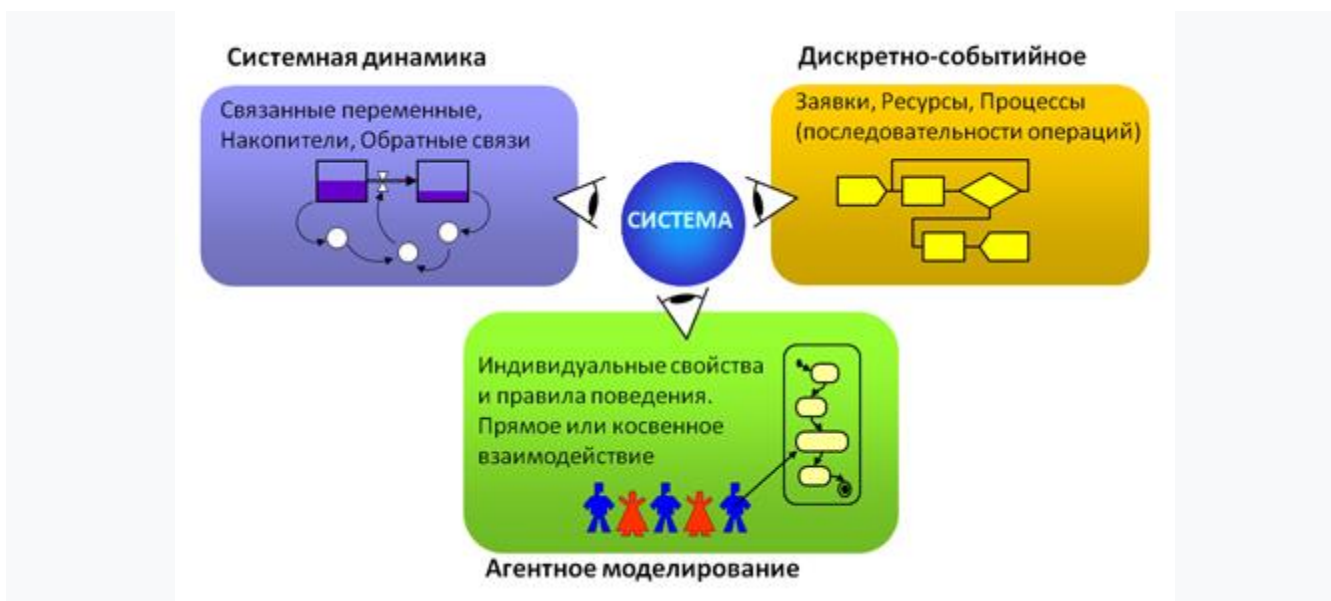 Системная динамика
Связанные переменные,
Накопители, Обратные связи
Дискретно-событийное
Заявки, Ресурсы, Процессы
(последовательности операций)
СИСТЕМА
Индивидуальные свойства
и правила поведения.
Прямое или косвенное
взаимодействие
Агентное моделирование